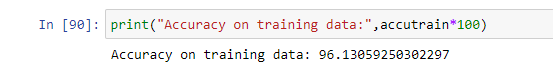 In [90]: print("Accuracy on training data:",accutrain*100)
Accuracy on training data: 96.13059250302297